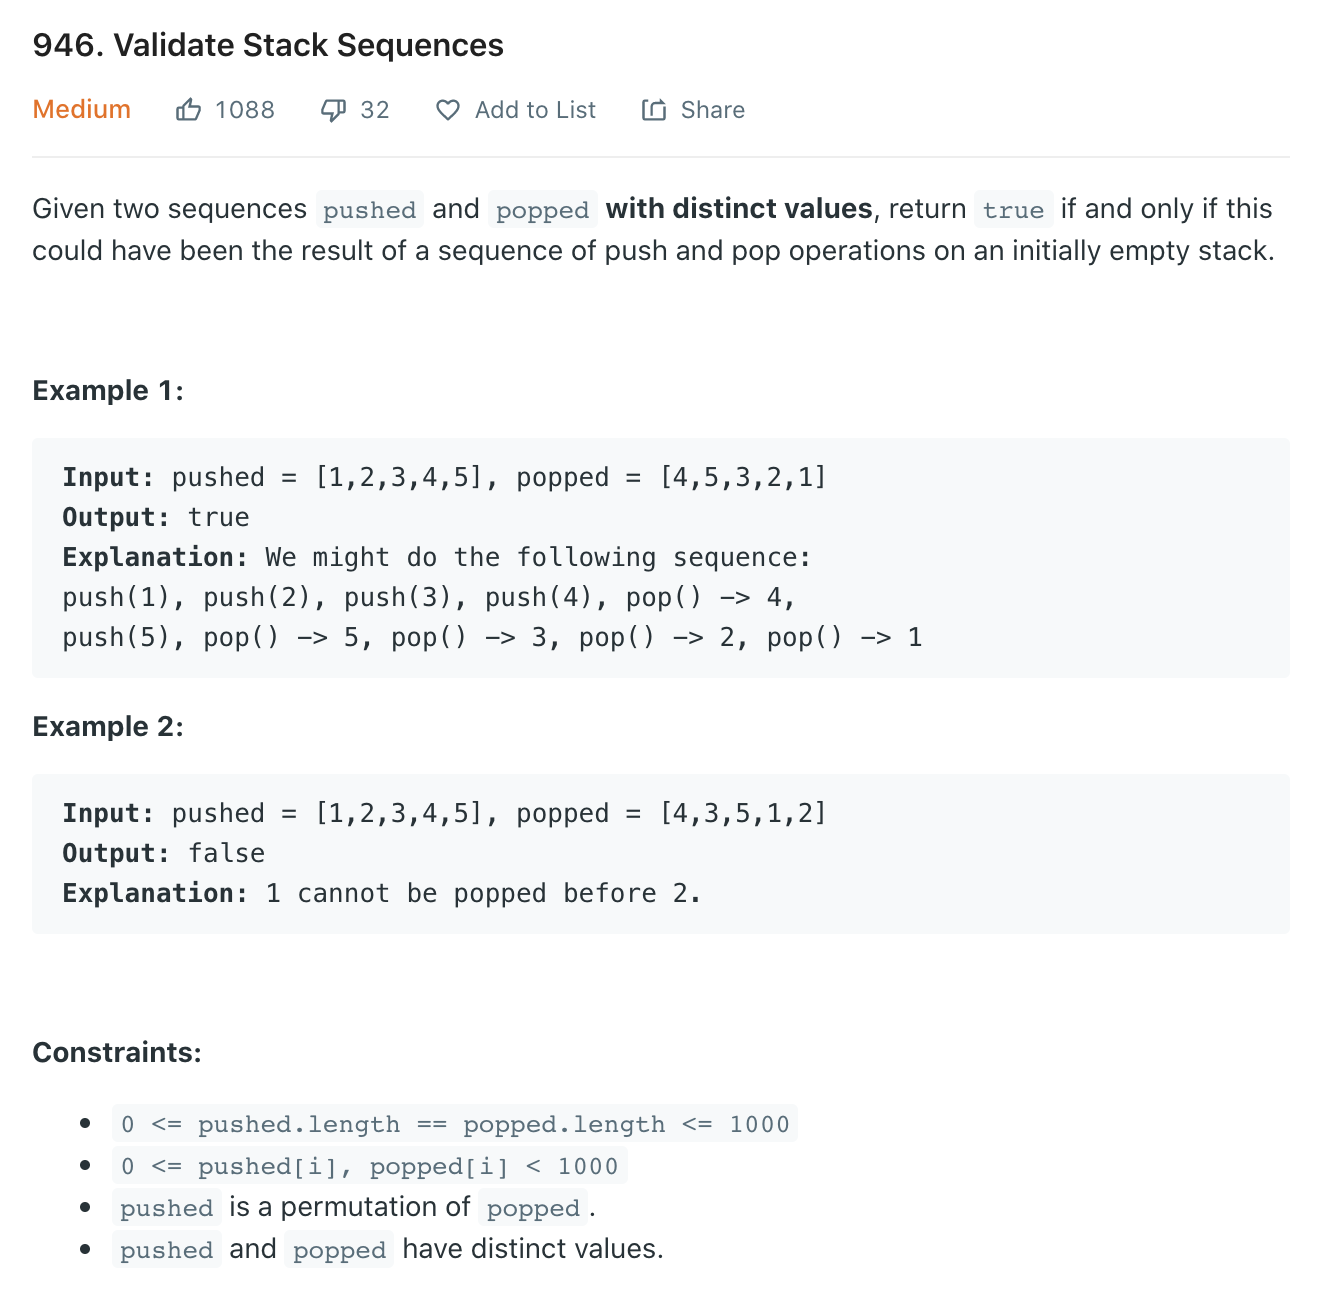 946. Validate Stack Sequences
Medium 1088 32 Add to List Share
Given two sequences pushed and popped with distinct values, return true if and only if this
could have been the result of a sequence of push and pop operations on an initially empty stack.
Example 1:
Input: pushed = [1,2,3,4,5], popped = [4,5,3,2,1]
Output: true
Explanation: We might do the following sequence:
push(1), push(2), push(3), push(4), pop() -> 4,
push(5), pop() -> 5, pop() -> 3, pop() -> 2, pop() -> 1
Example 2:
Input: pushed = [1,2,3,4,5], popped = [4,3,5,1,2]
Output: false
Explanation: 1 cannot be popped before 2.
Constraints:
0 <= pushed.length == popped.length <= 1000
0 <= pushed[i], popped[i] < 1000
pushed is a permutation of popped.
pushed and popped have distinct values.